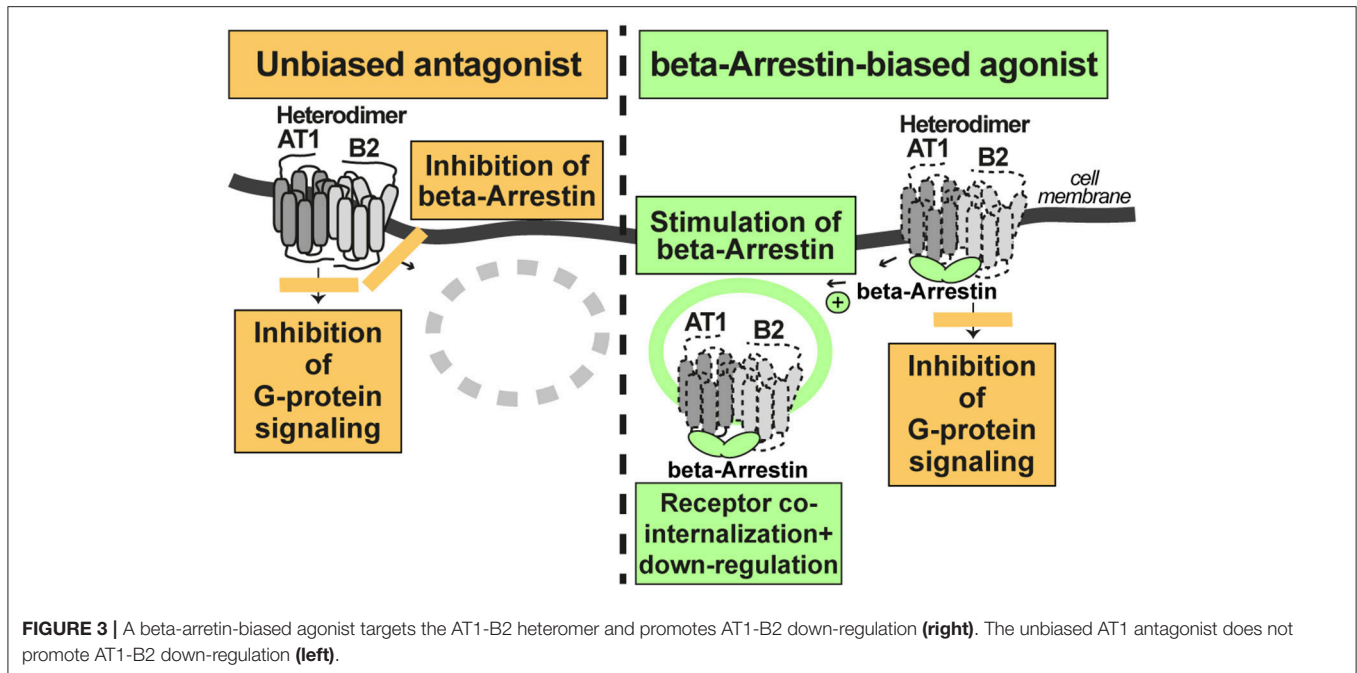 Unbiased antagonist
Heterodimer
AT1
B2
Inhibition of
beta-Arrestin
Inhibition
of
G-protein
signaling
beta-Arrestin-biased agonist
Heterodimer
AT1
B2
cell
membrane
Stimulation of
beta-Arrestin
beta-Arrestin
+
AT1
B2
beta-Arrestin
Receptor co-
internalization+
down-regulation
Inhibition
of
G-protein
signaling
FIGURE 3 | A beta-arretin-biased agonist targets the AT1-B2 heteromer and promotes AT1-B2 down-regulation (right). The unbiased AT1 antagonist does not
promote AT1-B2 down-regulation (left).